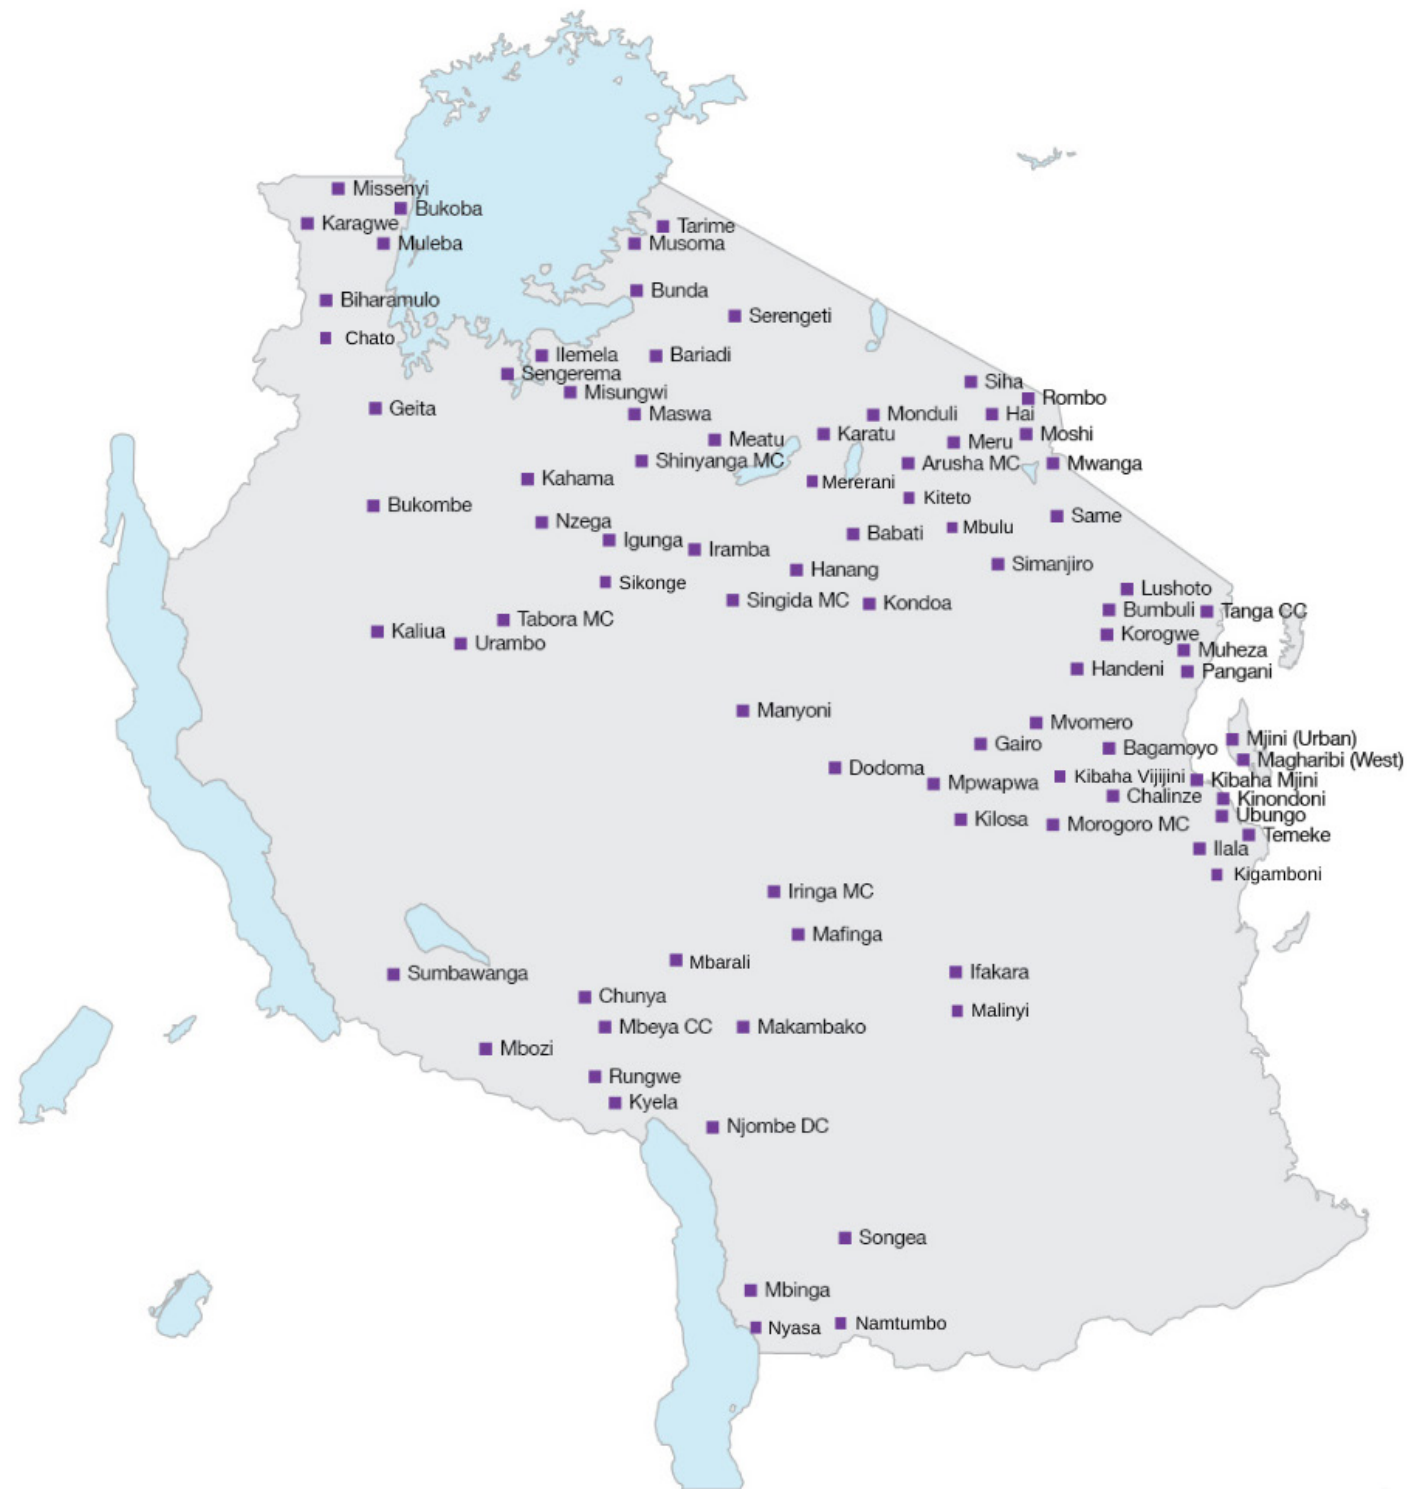 Missenyi
Bukoba
Karagwe
Muleba
Tarime
Musoma
Biharamulo
Bunda
Serengeti
Chato
Ilemela
Bariadi
Sengerema
Misungwi
Siha
Rombo
Geita
Maswa
Monduli
Hai
Meatu
Karatu
Meru
Moshi
Shinyanga MC
Arusha MC
Mwanga
Kahama
Mererani
Kiteto
Bukombe
Nzega
Same
Igunga
Iramba
Babati
Mbulu
Hanang
Simanjiro
Sikonge
Lushoto
Singida MC
Kondoa
Bumbuli
Tanga CC
Tabora MC
Kaliua
Urambo
Korogwe
Muheza
Handeni
Pangani
Manyoni
Mvomero
Gairo
Bagamoyo
Mjini (Urban)
Magharibi (West)
Dodoma
Mpwapwa
Kibaha Vijijini
Kibaha Mjini
Chalinze
Kinondoni
Kilosa
Morogoro MC
Ubungo
Temeke
Ilala
Kigamboni
Iringa MC
Mafinga
Mbarali
Ifakara
Sumbawanga
Chunya
Malinyi
Mbeya CC
Makambako
Mbozi
Rungwe
Kyela
Njombe DC
Songea
Mbinga
Nyasa
Namtumbo